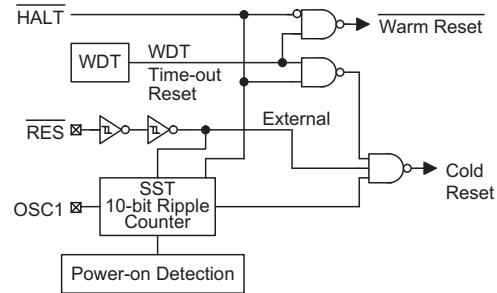 HALT
WDT
WDT
Time-out
Reset
Warm Reset
RES
External
Cold
Reset
OSC1
SST
10-bit Ripple
Counter
Power-on Detection